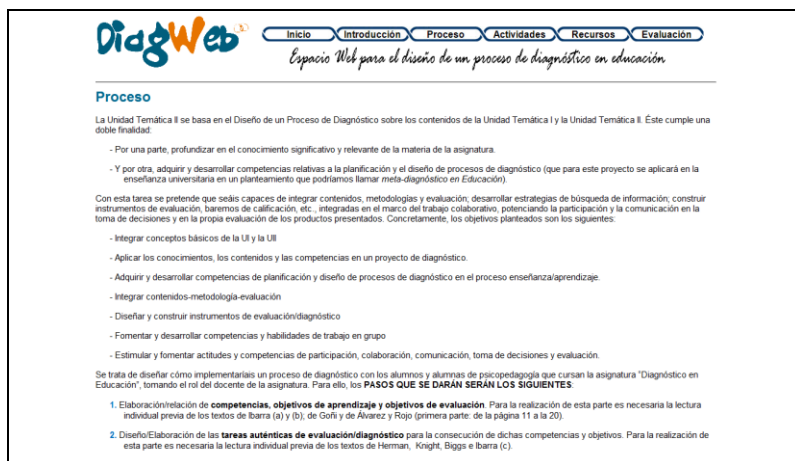 DiagWeb
Inicio Introducción Proceso Actividades Recursos Evaluación
Espacio Web para el diseño de un proceso de diagnóstico en educación
Proceso
La Unidad Temática II se basa en el Diseño de un Proceso de Diagnóstico sobre los contenidos de la Unidad Temática I y la Unidad Temática II. Éste cumple una
doble finalidad:
- Por una parte, profundizar en el conocimiento significativo y relevante de la materia de la asignatura.
- Y por otra, adquirir y desarrollar competencias relativas a la planificación y el diseño de procesos de diagnóstico (que para este proyecto se aplicará en la
enseñanza universitaria en un planteamiento que podríamos llamar meta-diagnóstico en Educación).
Con esta tarea se pretende que seáis capaces de integrar contenidos, metodologías y evaluación; desarrollar estrategias de búsqueda de información; construir
instrumentos de evaluación, baremos de calificación, etc., integradas en el marco del trabajo colaborativo, potenciando la participación y la comunicación en la
toma de decisiones y en la propia evaluación de los productos presentados. Concretamente, los objetivos planteados son los siguientes:
- Integrar conceptos básicos de la UI y la UII
- Aplicar los conocimientos, los contenidos y las competencias en un proyecto de diagnóstico.
- Adquirir y desarrollar competencias de planificación y diseño de procesos de diagnóstico en el proceso enseñanza/aprendizaje.
- Integrar contenidos-metodología-evaluación
- Diseñar y construir instrumentos de evaluación/diagnóstico
- Fomentar y desarrollar competencias y habilidades de trabajo en grupo
- Estimular y fomentar actitudes y competencias de participación, colaboración, comunicación, toma de decisiones y evaluación.
Se trata de diseñar cómo implementaríais un proceso de diagnóstico con los alumnos y alumnas de psicopedagogía que cursan la asignatura "Diagnóstico en
Educación", tomando el rol del docente de la asignatura. Para ello, los PASOS QUE SE DARÁN SERÁN LOS SIGUIENTES:
1. Elaboración/relación de competencias, objetivos de aprendizaje y objetivos de evaluación. Para la realización de esta parte es necesaria la lectura
individual previa de los textos de Ibarra (a) y (b); de Goñi y de Álvarez y Rojo (primera parte: de la página 11 a la 20).
2. Diseño/Elaboración de las tareas auténticas de evaluación/diagnóstico para la consecución de dichas competencias y objetivos. Para la realización de
esta parte es necesaria la lectura individual previa de los textos de Herman, Knight, Biggs e Ibarra (c).